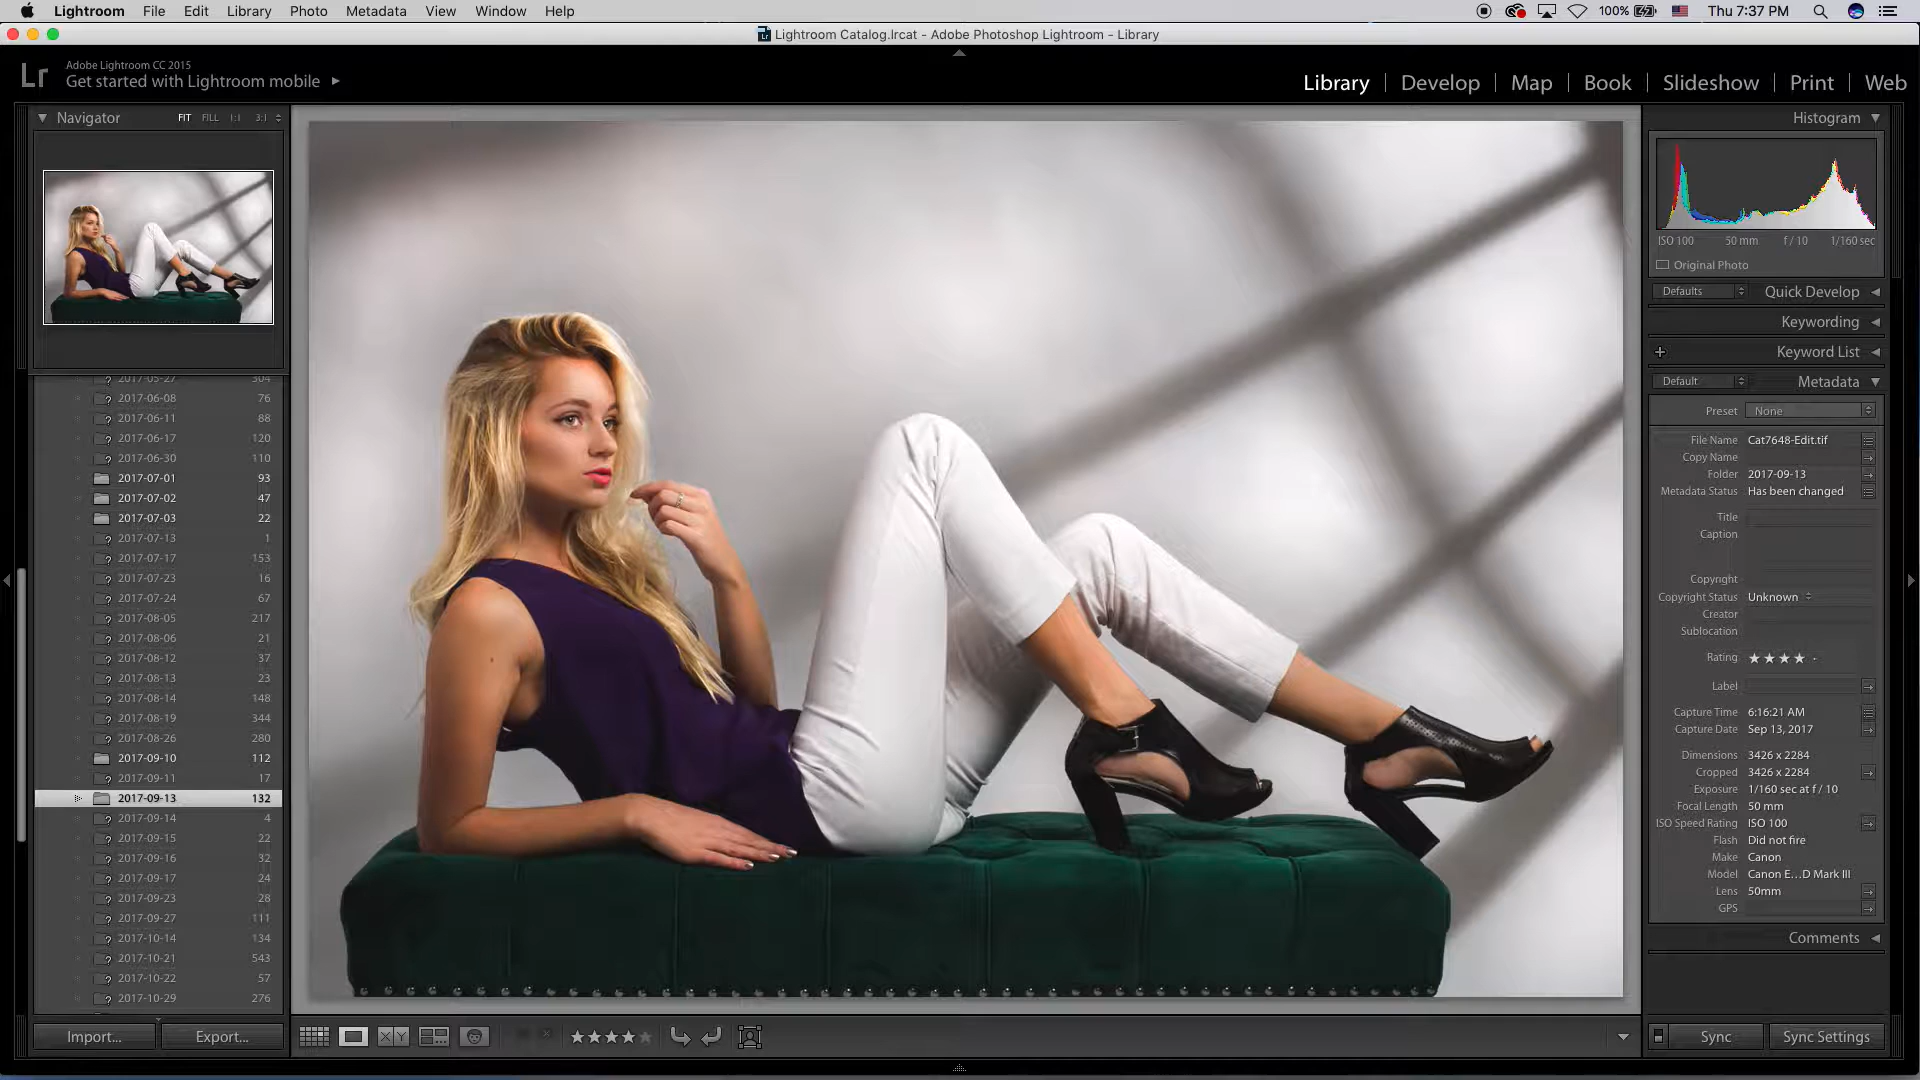 Lightroom File Edit Library Photo Metadata View Window Help 100% Thu 7:37 PM
Lightroom Catalog.lrcat - Adobe Photoshop Lightroom - Library
Lr Adobe Lightroom CC 2015
Get started with Lightroom mobile
Library Develop Map Book Slideshow Print Web
Navigator FIT FILL 1:1 3:1
2017-05-27 304
2017-06-08 76
2017-06-11 88
2017-06-17 120
2017-06-30 110
2017-07-01 93
2017-07-02 47
2017-07-03 22
2017-07-13 1
2017-07-17 153
2017-07-23 16
2017-07-24 67
2017-08-05 217
2017-08-06 21
2017-08-12 37
2017-08-13 23
2017-08-14 148
2017-08-19 344
2017-08-26 280
2017-09-10 112
2017-09-11 17
2017-09-13 132
2017-09-14 4
2017-09-15 22
2017-09-16 32
2017-09-17 24
2017-09-23 28
2017-09-27 111
2017-10-14 134
2017-10-21 543
2017-10-22 57
2017-10-29 276
Import... Export...
XY
Histogram
ISO 100 50 mm f / 10 1/160 sec
Original Photo
Defaults Quick Develop
Keywording
Keyword List
Default Metadata
Preset None
File Name Cat7648-Edit.tif
Copy Name
Folder 2017-09-13
Metadata Status Has been changed
Title
Caption
Copyright
Copyright Status Unknown
Creator
Sublocation
Rating
Label
Capture Time 6:16:21 AM
Capture Date Sep 13, 2017
Dimensions 3426 x 2284
Cropped 3426 x 2284
Exposure 1/160 sec at f / 10
Focal Length 50 mm
ISO Speed Rating ISO 100
Flash Did not fire
Make Canon
Model Canon E...D Mark III
Lens 50mm
GPS
Comments
Sync Sync Settings